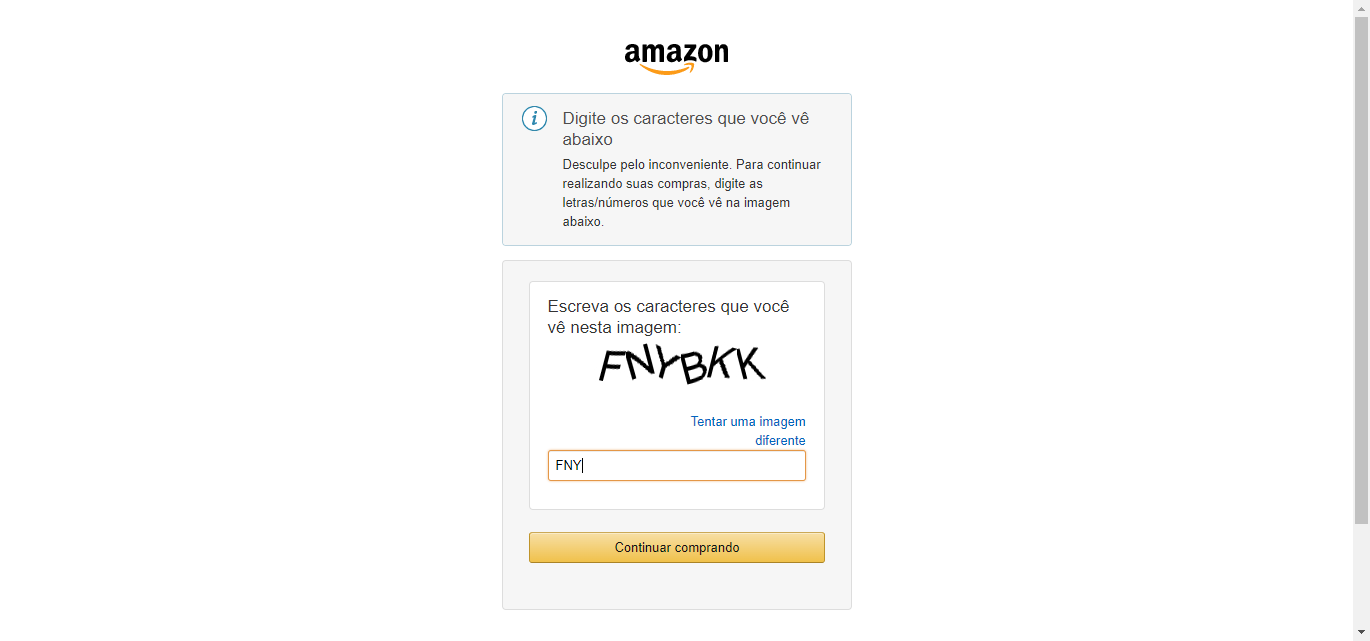 amazon
Digite os caracteres que você vê
abaixo
Desculpe pelo inconveniente. Para continuar
realizando suas compras, digite as
letras/números que você vê na imagem
abaixo.
Escreva os caracteres que você
vê nesta imagem:
FNYBKK
Tentar uma imagem
diferente
FNY
Continuar comprando